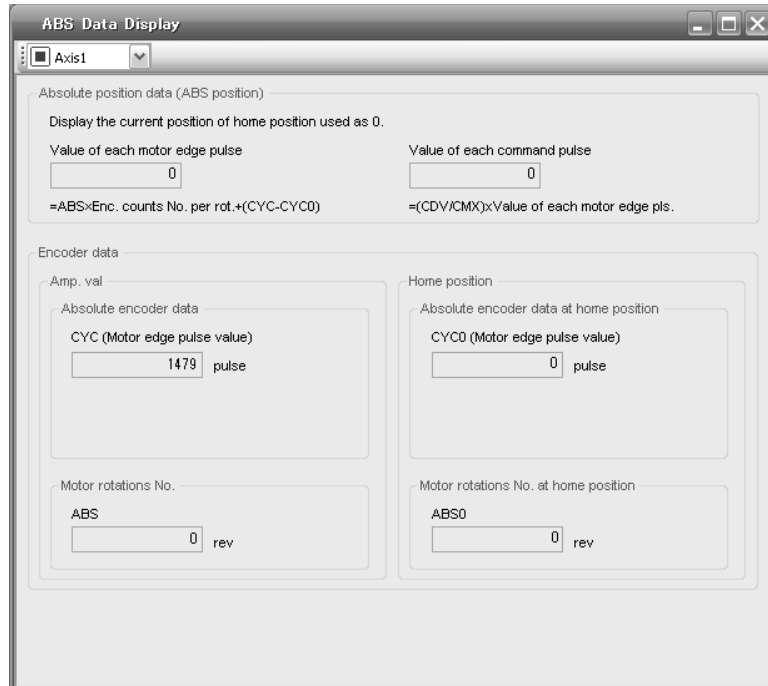 ABS Data Display
Axis1
Absolute position data (ABS position)
Display the current position of home position used as 0.
Value of each motor edge pulse
Value of each command pulse
0
0
=ABS×Enc. counts No. per rot.+(CYC-CYC0)
=(CDV/CMX)xValue of each motor edge pls.
Encoder data
Amp. val
Home position
Absolute encoder data
Absolute encoder data at home position
CYC (Motor edge pulse value)
CYC0 (Motor edge pulse value)
1479 pulse
0 pulse
Motor rotations No.
Motor rotations No. at home position
ABS
ABS0
0 rev
0 rev